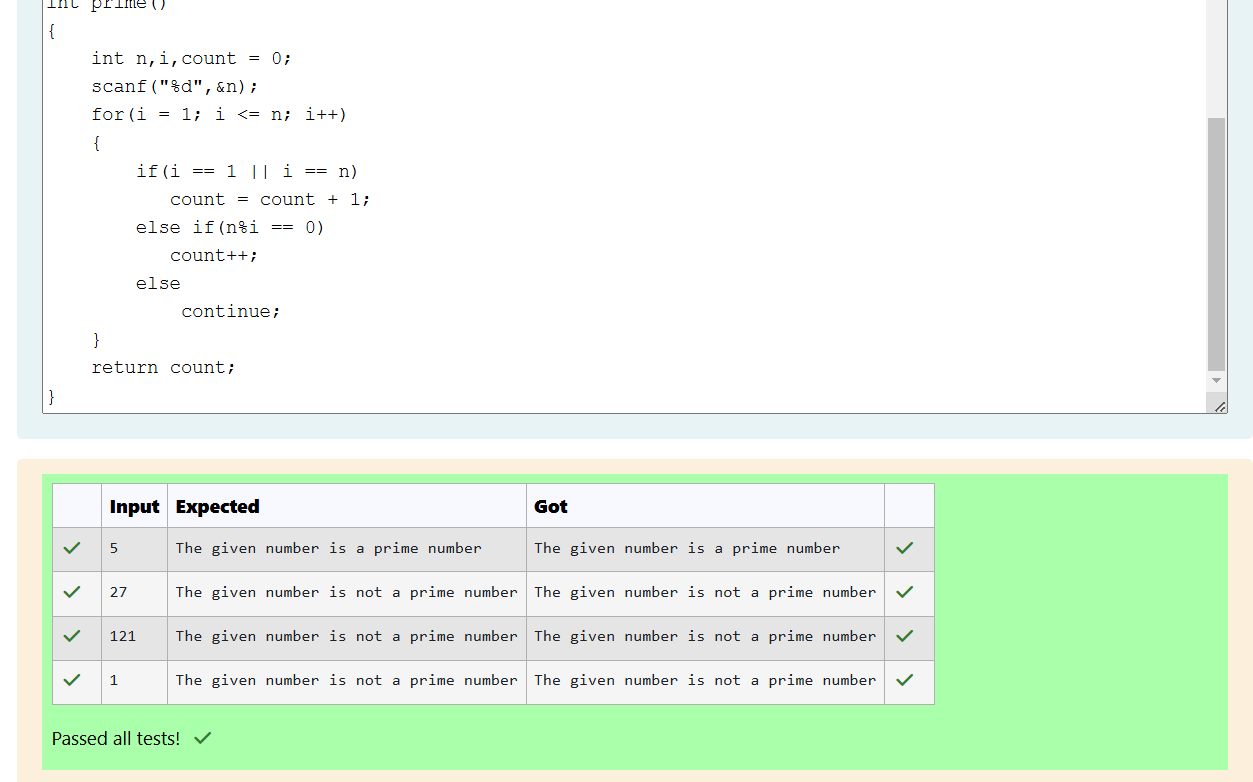 int prime()
{
    int n,i,count = 0;
    scanf("%d",&n);
    for(i = 1; i <= n; i++)
    {
        if(i == 1 || i == n)
           count = count + 1;
        else if(n%i == 0)
           count++;
        else
            continue;
    }
    return count;
}
Input Expected Got
5 The given number is a prime number The given number is a prime number
27 The given number is not a prime number The given number is not a prime number
121 The given number is not a prime number The given number is not a prime number
1 The given number is not a prime number The given number is not a prime number
Passed all tests!